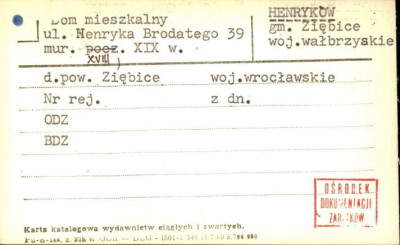 Dom mieszkalny
ul. Henryka Brodatego 39
mur. pocz. XIX w.
XVIII
HENRYKÓW
gm. Ziębice
woj. wałbrzyskie
d.pow. Ziębice woj.wrocławskie
Nr rej. z dn.
ODZ
BDZ
OŚRODEK
DOKUMENTACJI
ZABYTKÓW
Karta katalogowa wydawnictw ciągłych i zwartych.